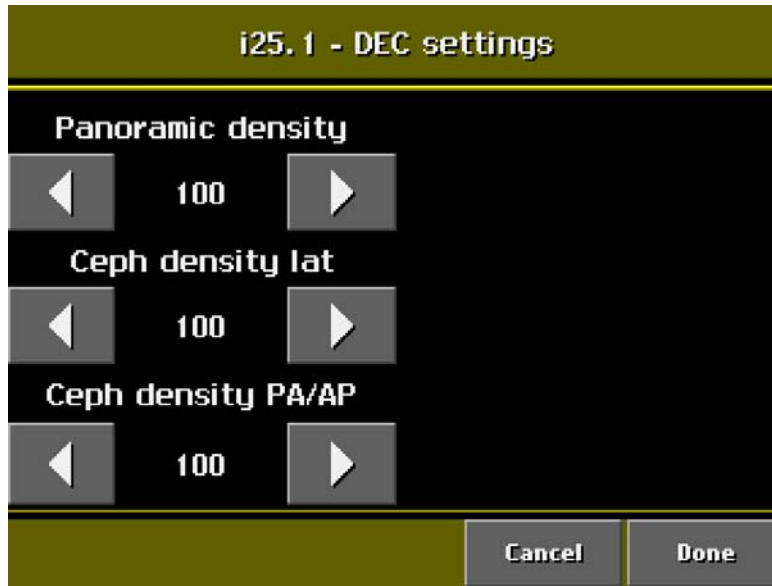 i25.1 - DEC settings
Panoramic density
100
Ceph density lat
100
Ceph density PA/AP
100
Cancel Done